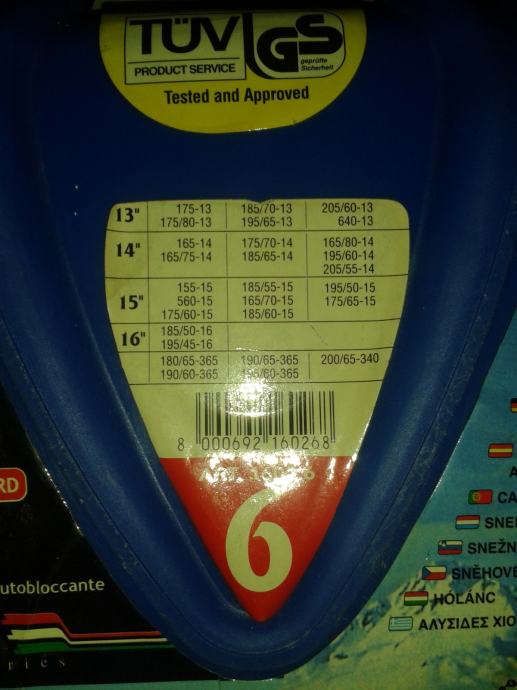 TÜV
PRODUCT SERVICE
GS
geprüfte
Sicherheit
Tested and Approved
13" 175-13 185/70-13 205/60-13
175/80-13 195/65-13 640-13
14" 165-14 175/70-14 165/80-14
165/75-14 185/65-14 195/60-14
205/55-14
15" 155-15 185/55-15 195/50-15
560-15 165/70-15 175/65-15
175/60-15 185/60-15
16" 185/50-16
195/45-16
180/65-365 190/65-365 200/65-340
190/60-365 195/60-365
8 000692 160268
6
RD
utobloccante
ries
CA
SNE
SNEŽN
SNĚHOV
HÓLÁNC
ΑΛΥΣΙΔΕΣ ΧΙΟ